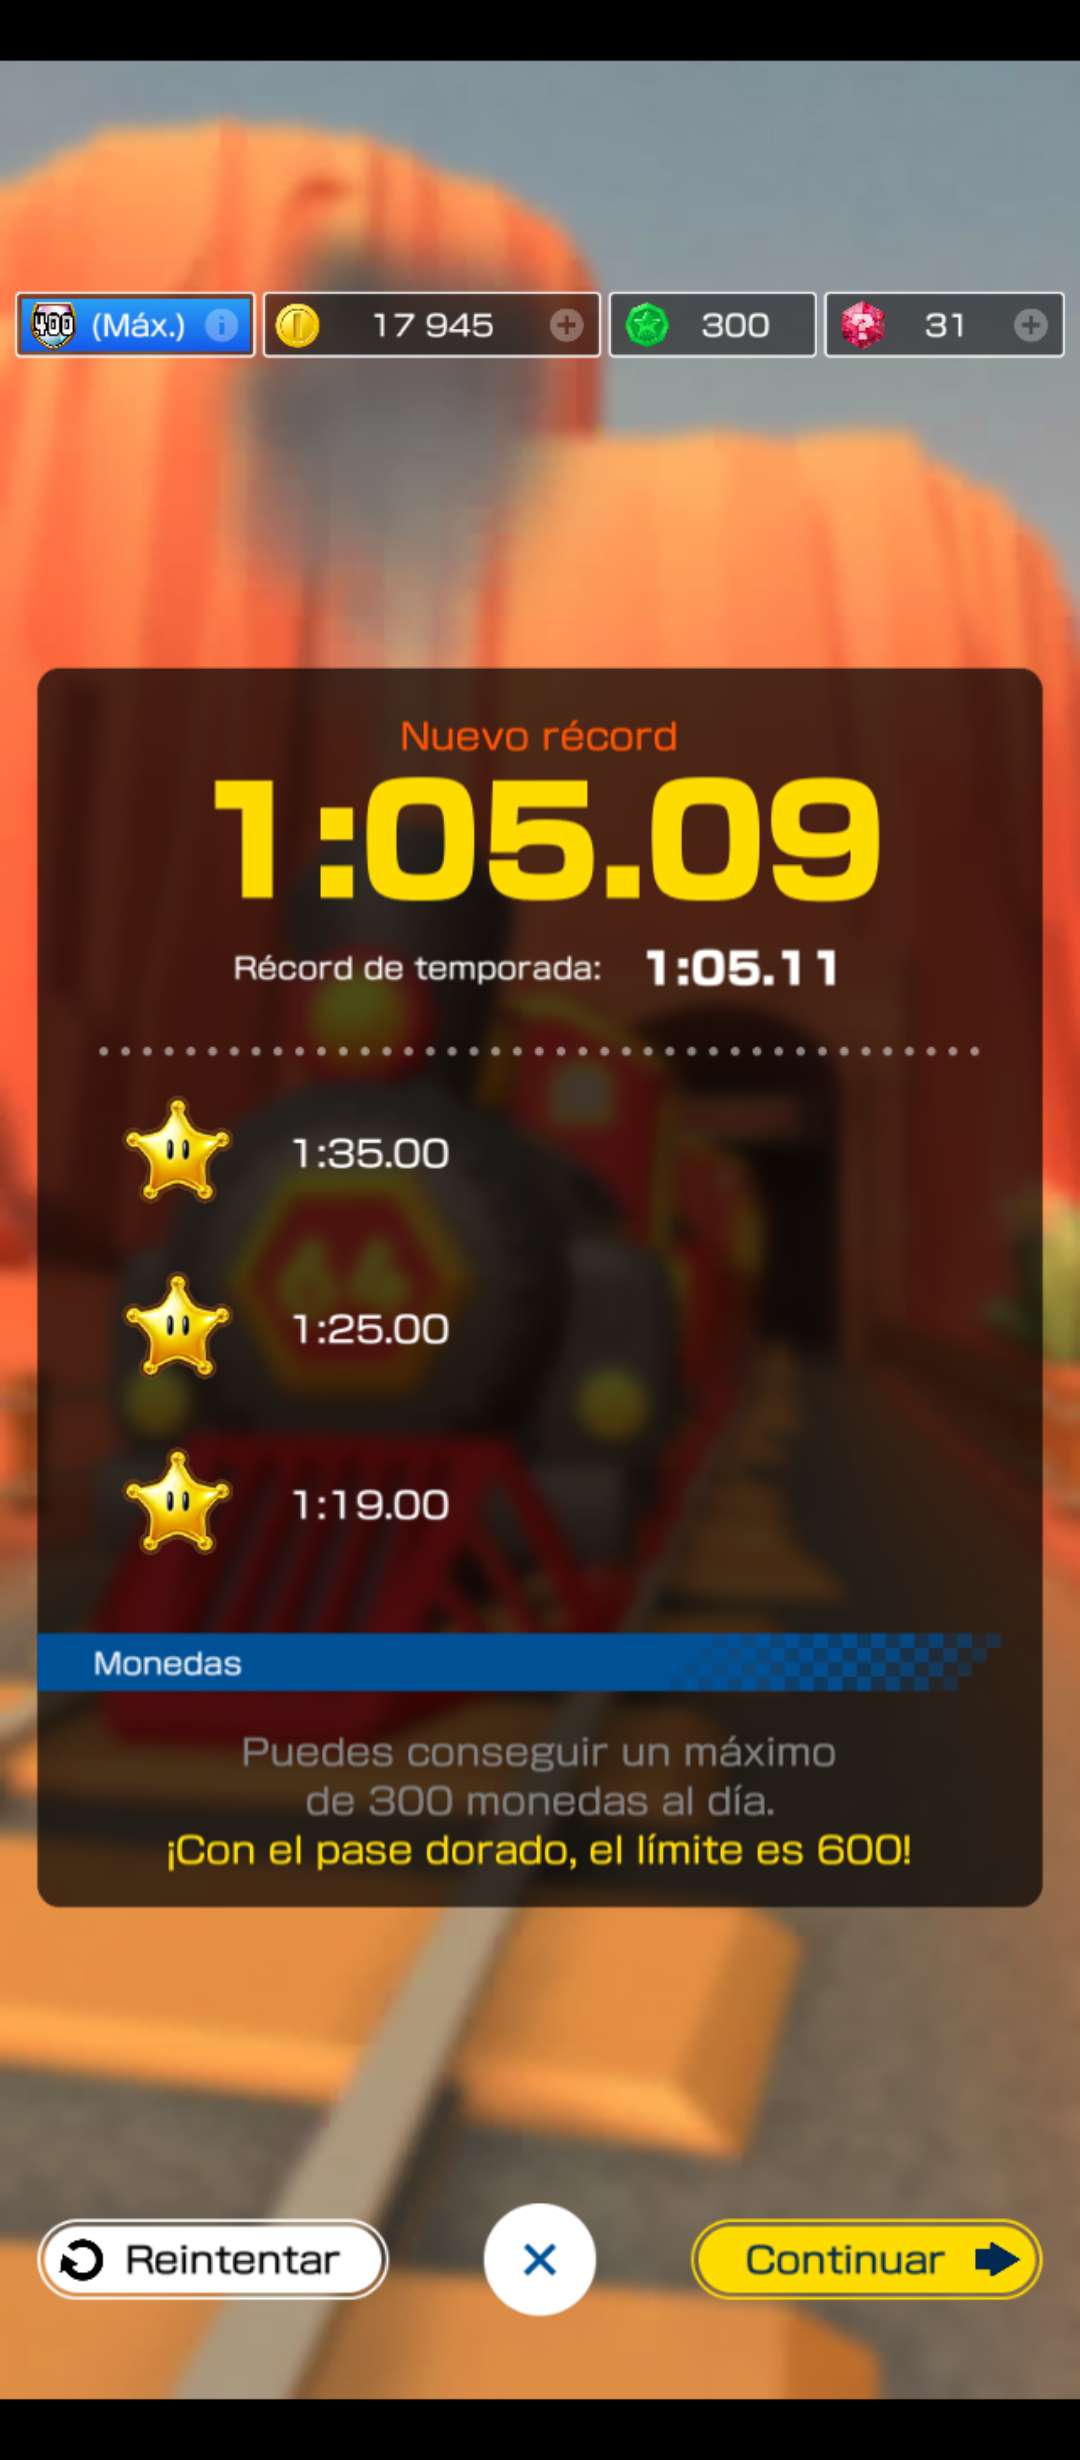 400 (Máx.) i 17 945 300 31
Nuevo récord
1:05.09
Récord de temporada: 1:05.11
1:35.00
1:25.00
1:19.00
Monedas
Puedes conseguir un máximo
de 300 monedas al día.
¡Con el pase dorado, el límite es 600!
Reintentar × Continuar